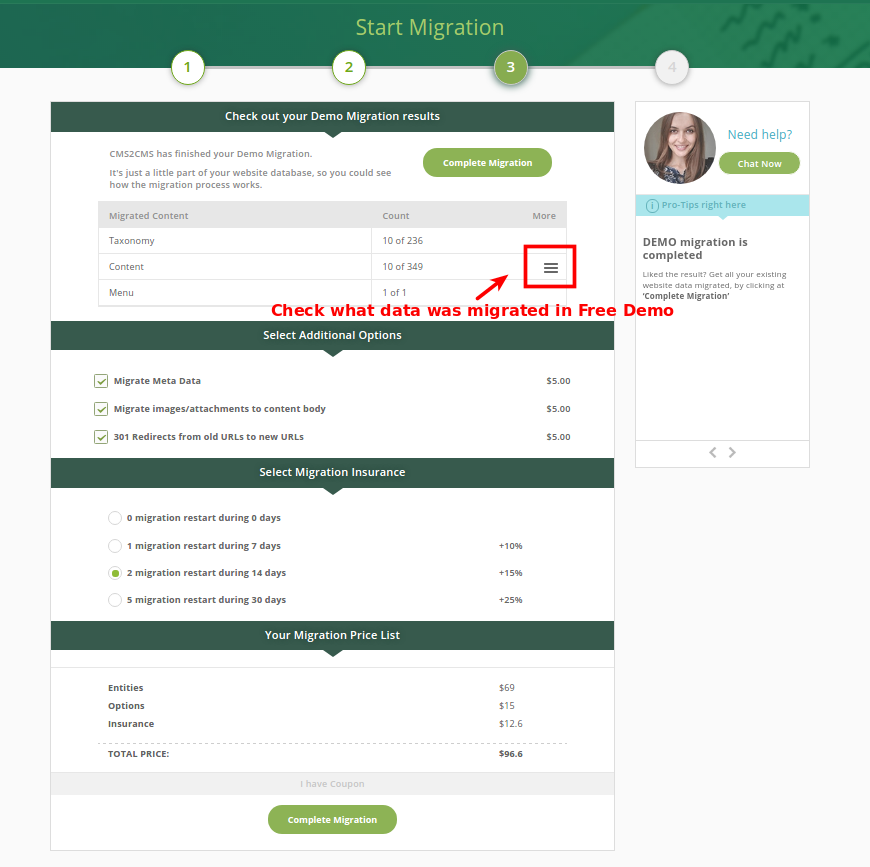 Start Migration
1 2 3 4
Check out your Demo Migration results
CMS2CMS has finished your Demo Migration.
It's just a little part of your website database, so you could see
how the migration process works.
Complete Migration
Migrated Content Count More
Taxonomy 10 of 236
Content 10 of 349
Menu 1 of 1
Check what data was migrated in Free Demo
Select Additional Options
Migrate Meta Data $5.00
Migrate images/attachments to content body $5.00
301 Redirects from old URLs to new URLs $5.00
Select Migration Insurance
0 migration restart during 0 days
1 migration restart during 7 days +10%
2 migration restart during 14 days +15%
5 migration restart during 30 days +25%
Your Migration Price List
Entities $69
Options $15
Insurance $12.6
TOTAL PRICE: $96.6
I have Coupon
Complete Migration
Need help?
Chat Now
i Pro-Tips right here
DEMO migration is
completed
Liked the result? Get all your existing
website data migrated, by clicking at
'Complete Migration'